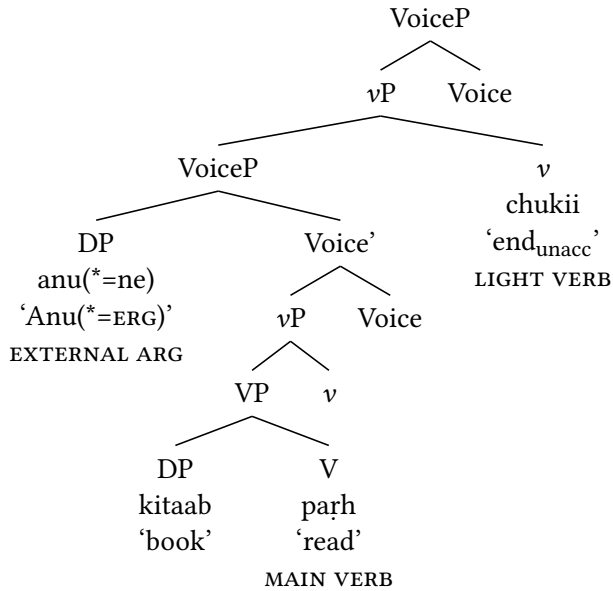 VoiceP
vP Voice
VoiceP v
chukii
‘end_unacc’
LIGHT VERB
DP Voice’
anu(*=ne)
‘Anu(*=ERG)’
EXTERNAL ARG
vP Voice
VP v
DP V
kitaab paṛh
‘book’ ‘read’
MAIN VERB